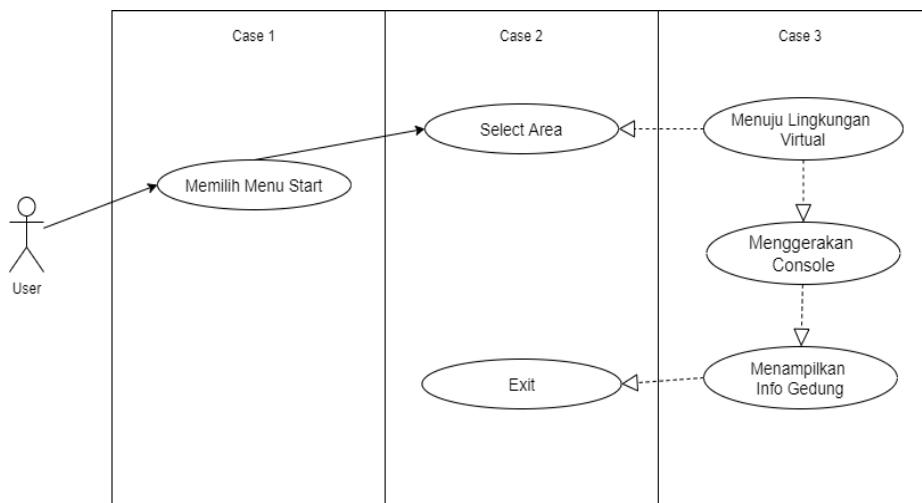 Case 1
Case 2
Case 3
Select Area
Menuju Lingkungan
Virtual
Memilih Menu Start
Menggerakan
Console
User
Exit
Menampilkan
Info Gedung